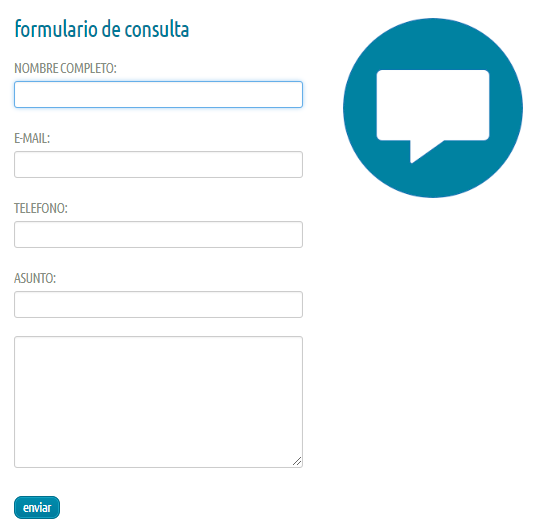 formulario de consulta
NOMBRE COMPLETO:
E-MAIL:
TELEFONO:
ASUNTO:
enviar